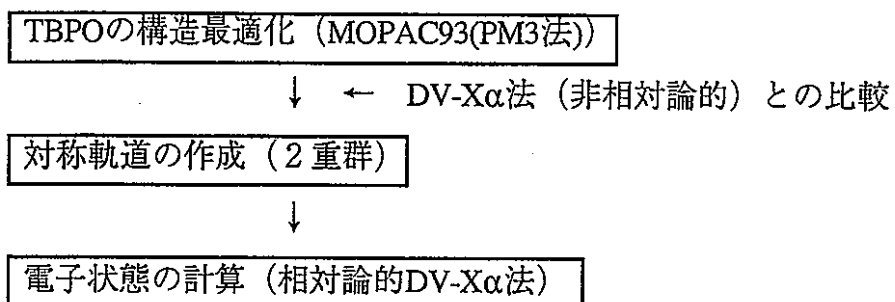 TBPOの構造最適化(MOPAC93(PM3法))
↓ ← DV-Xα法(非相対論的)との比較
対称軌道の作成(2重群)
↓
電子状態の計算(相対論的DV-Xα法)